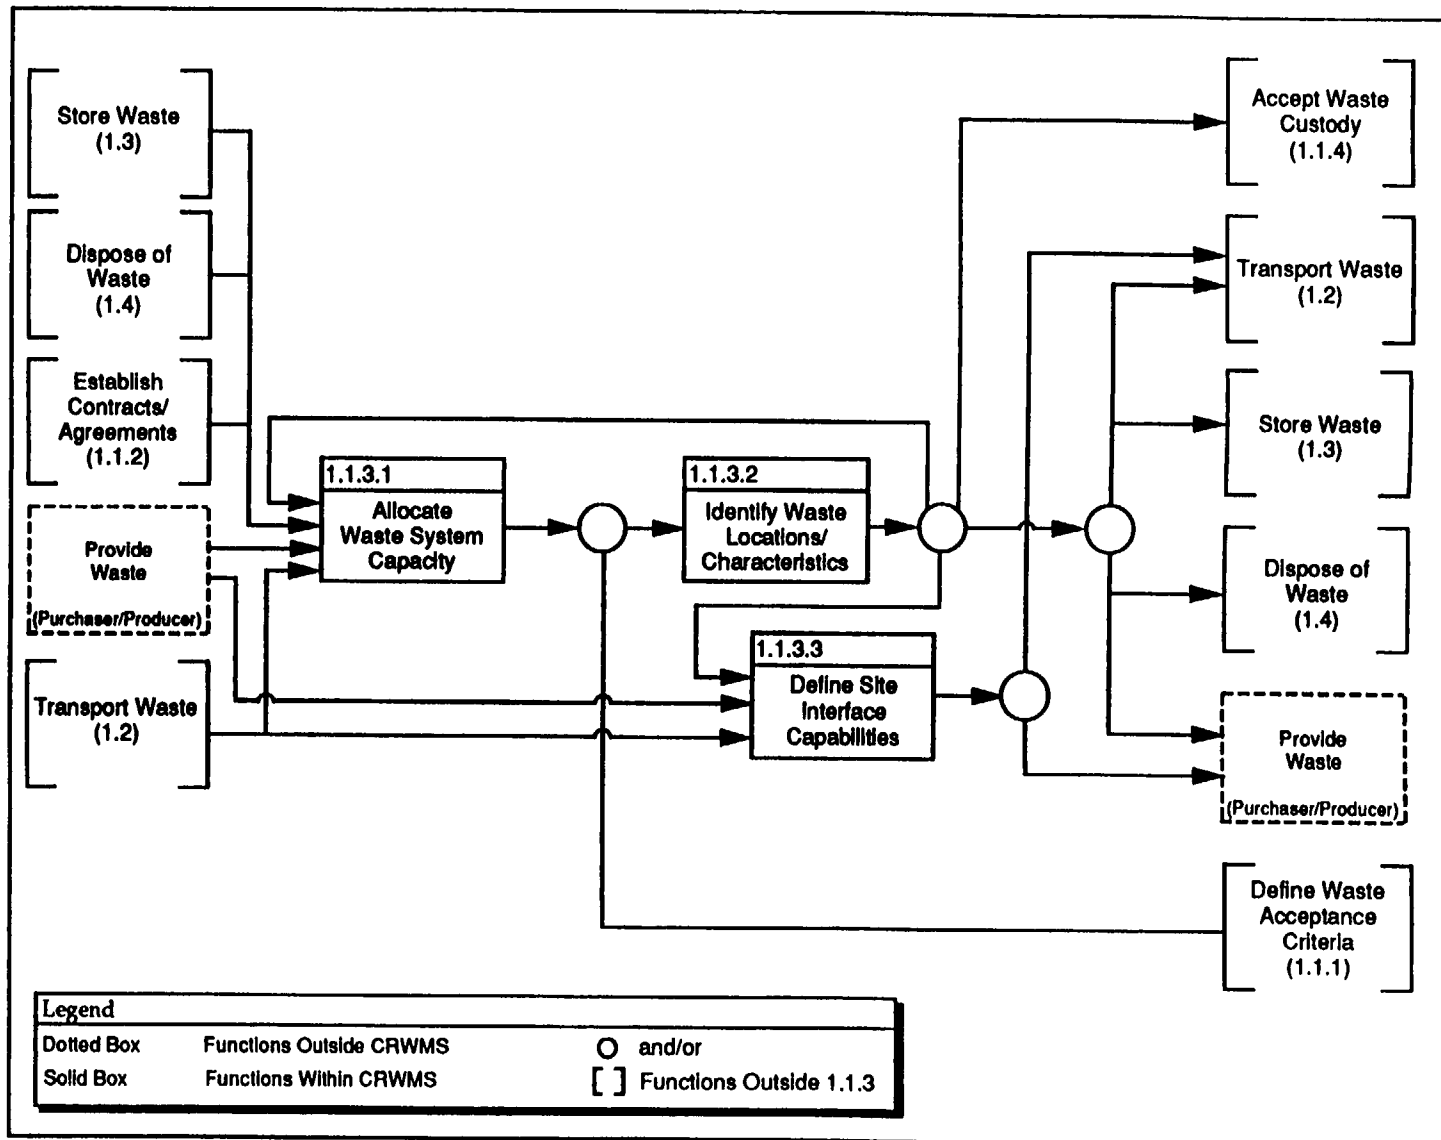 Store Waste
(1.3)
Dispose of
Waste
(1.4)
Establish
Contracts/
Agreements
(1.1.2)
Provide
Waste
(Purchaser/Producer)
Transport Waste
(1.2)
1.1.3.1
Allocate
Waste System
Capacity
1.1.3.2
Identify Waste
Locations/
Characteristics
1.1.3.3
Define Site
Interface
Capabilities
Accept Waste
Custody
(1.1.4)
Transport Waste
(1.2)
Store Waste
(1.3)
Dispose of
Waste
(1.4)
Provide
Waste
(Purchaser/Producer)
Define Waste
Acceptance
Criteria
(1.1.1)
Legend
Dotted Box Functions Outside CRWMS and/or
Solid Box Functions Within CRWMS [ ] Functions Outside 1.1.3